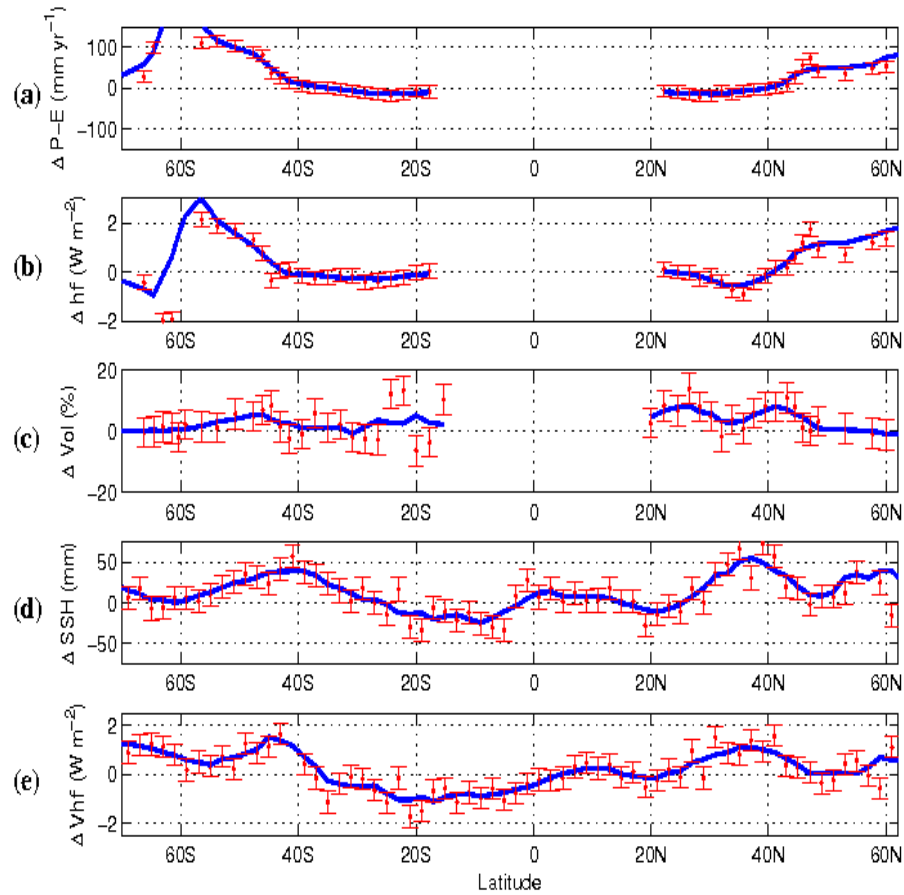 (a)
Δ P−E (mm yr⁻¹)
100
0
−100
60S 40S 20S 0 20N 40N 60N
(b)
Δ hf (W m⁻²)
2
0
−2
60S 40S 20S 0 20N 40N 60N
(c)
Δ Vol (%)
20
0
−20
60S 40S 20S 0 20N 40N 60N
(d)
Δ SSH (mm)
50
0
−50
60S 40S 20S 0 20N 40N 60N
(e)
Δ Vhf (W m⁻²)
2
0
−2
60S 40S 20S 0 20N 40N 60N
Latitude